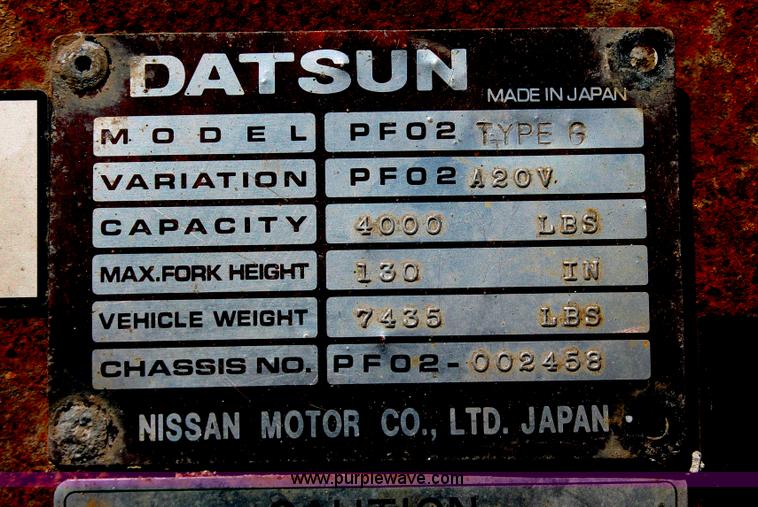 DATSUN
MADE IN JAPAN
MODEL PF02 TYPE G
VARIATION PF02 A20V
CAPACITY 4000 LBS
MAX.FORK HEIGHT 130 IN
VEHICLE WEIGHT 7435 LBS
CHASSIS NO. PF02-002458
NISSAN MOTOR CO., LTD. JAPAN
www.purplewave.com
CAUTION